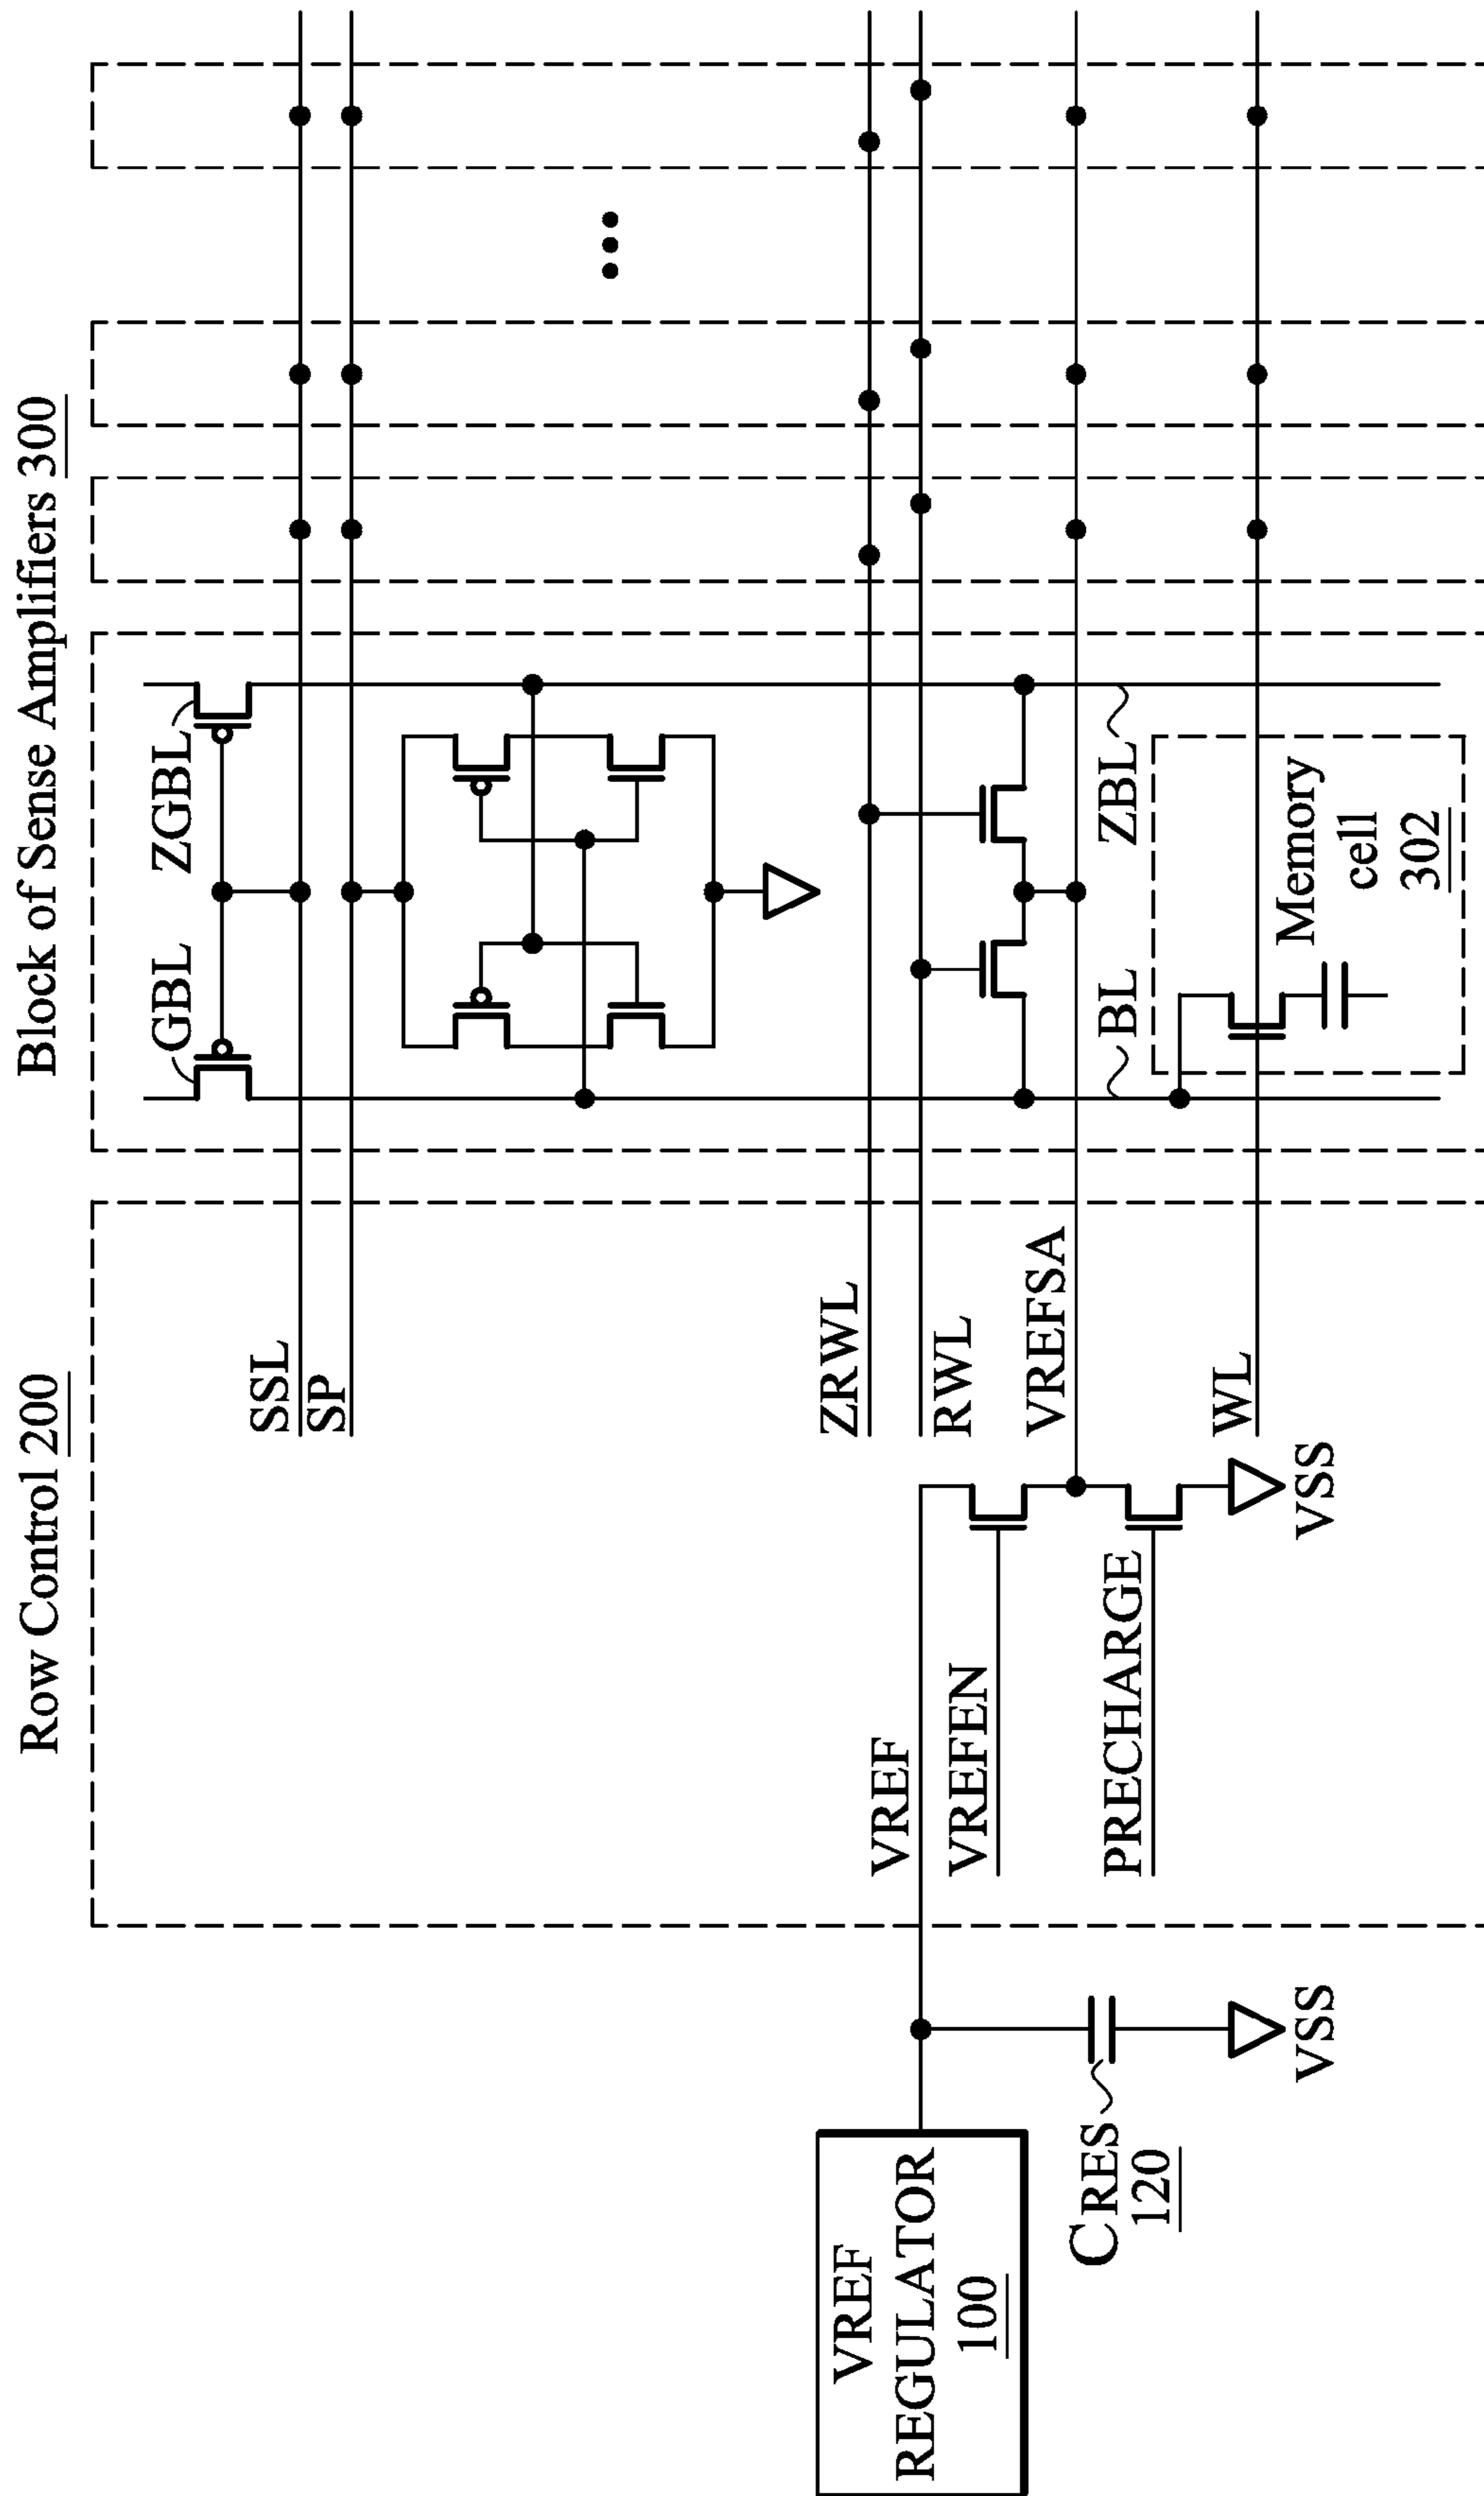 Row Control 200
Block of Sense Amplifiers 300
GBL
ZGBL
SSL
SP
VREF
REGULATOR
100
CRES
120
VSS
VREF
VREFEN
PRECHARGE
VSS
ZRWL
RWL
VREFSA
WL
BL
ZBL
Memory
cell
302